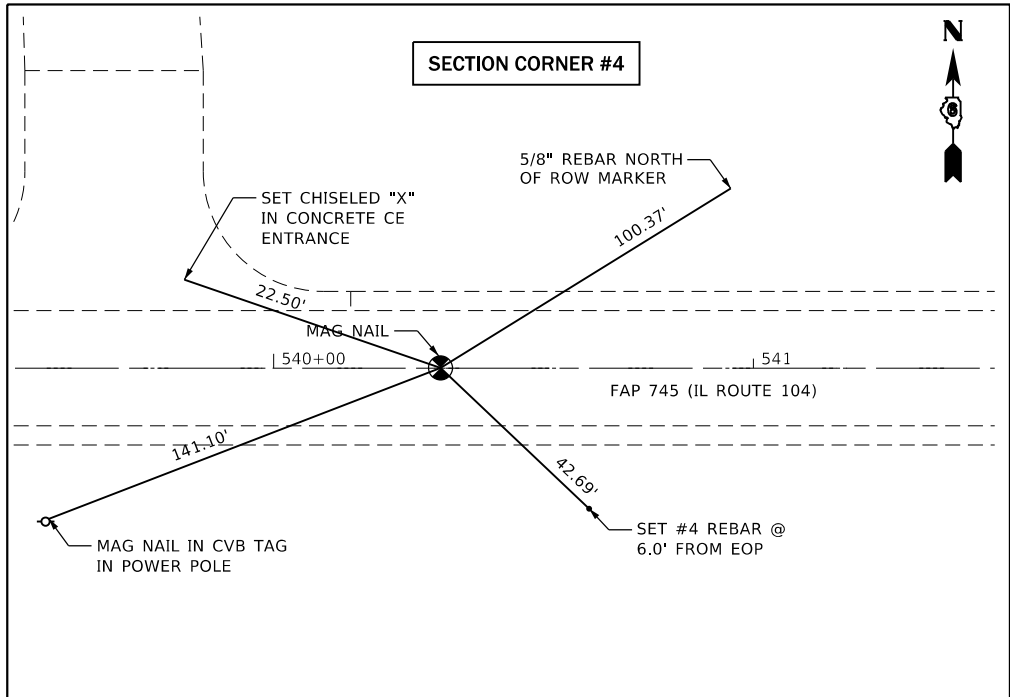 SECTION CORNER #4
N
6
5/8" REBAR NORTH
OF ROW MARKER
SET CHISELED "X"
IN CONCRETE CE
ENTRANCE
100.37'
22.50'
MAG NAIL
540+00
541
FAP 745 (IL ROUTE 104)
141.10'
42.69'
MAG NAIL IN CVB TAG
IN POWER POLE
SET #4 REBAR @
6.0' FROM EOP